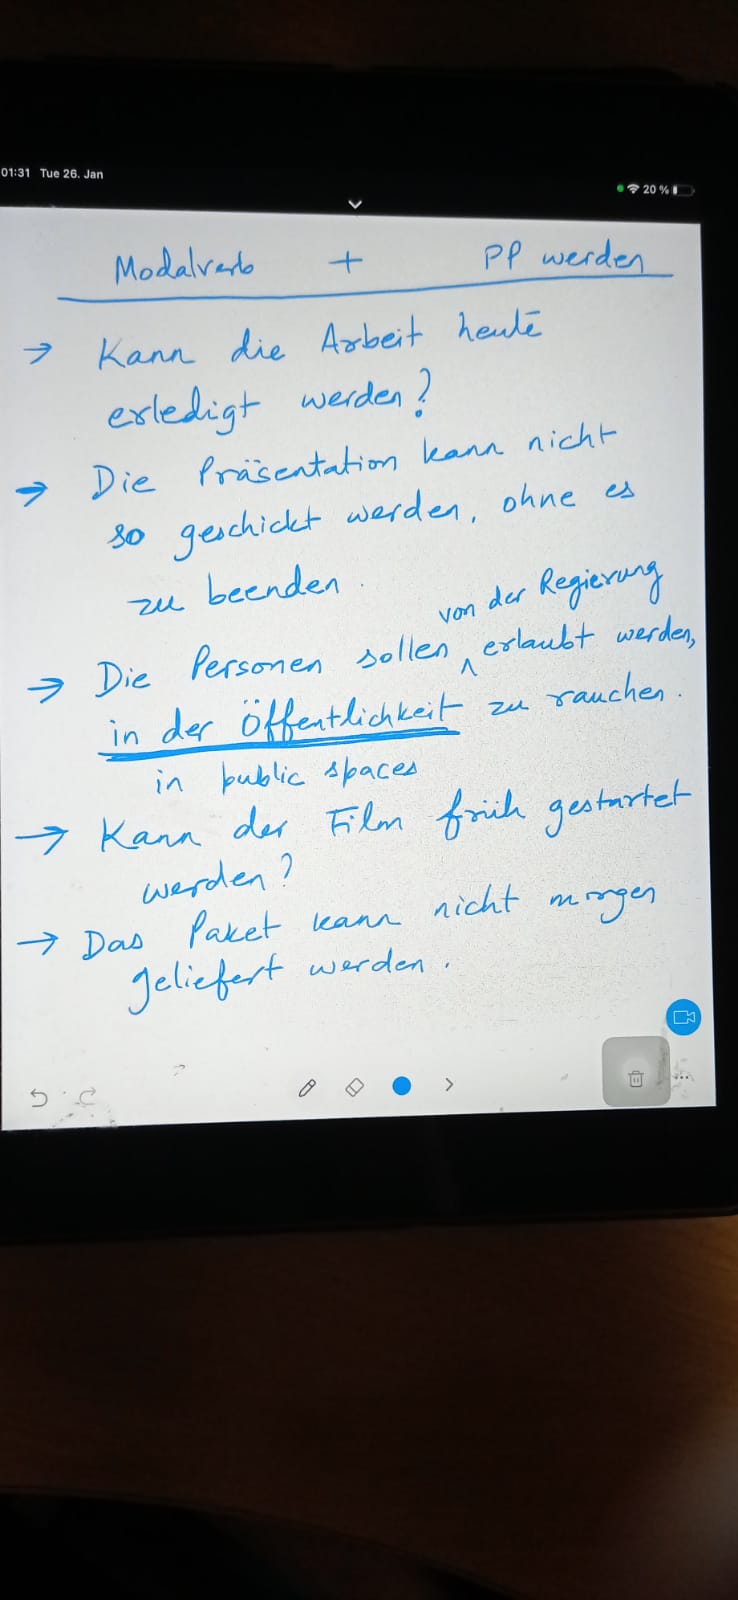 01:31 Tue 26. Jan
20 %
Modalverb + PP werden
→ Kann die Arbeit heute
erledigt werden?
→ Die Präsentation kann nicht
so geschickt werden, ohne es
zu beenden.
von der Regierung
→ Die Personen sollen ^ erlaubt werden,
in der Öffentlichkeit zu rauchen.
in public spaces
→ Kann der Film früh gestartet
werden?
→ Das Paket kann nicht morgen
geliefert werden.